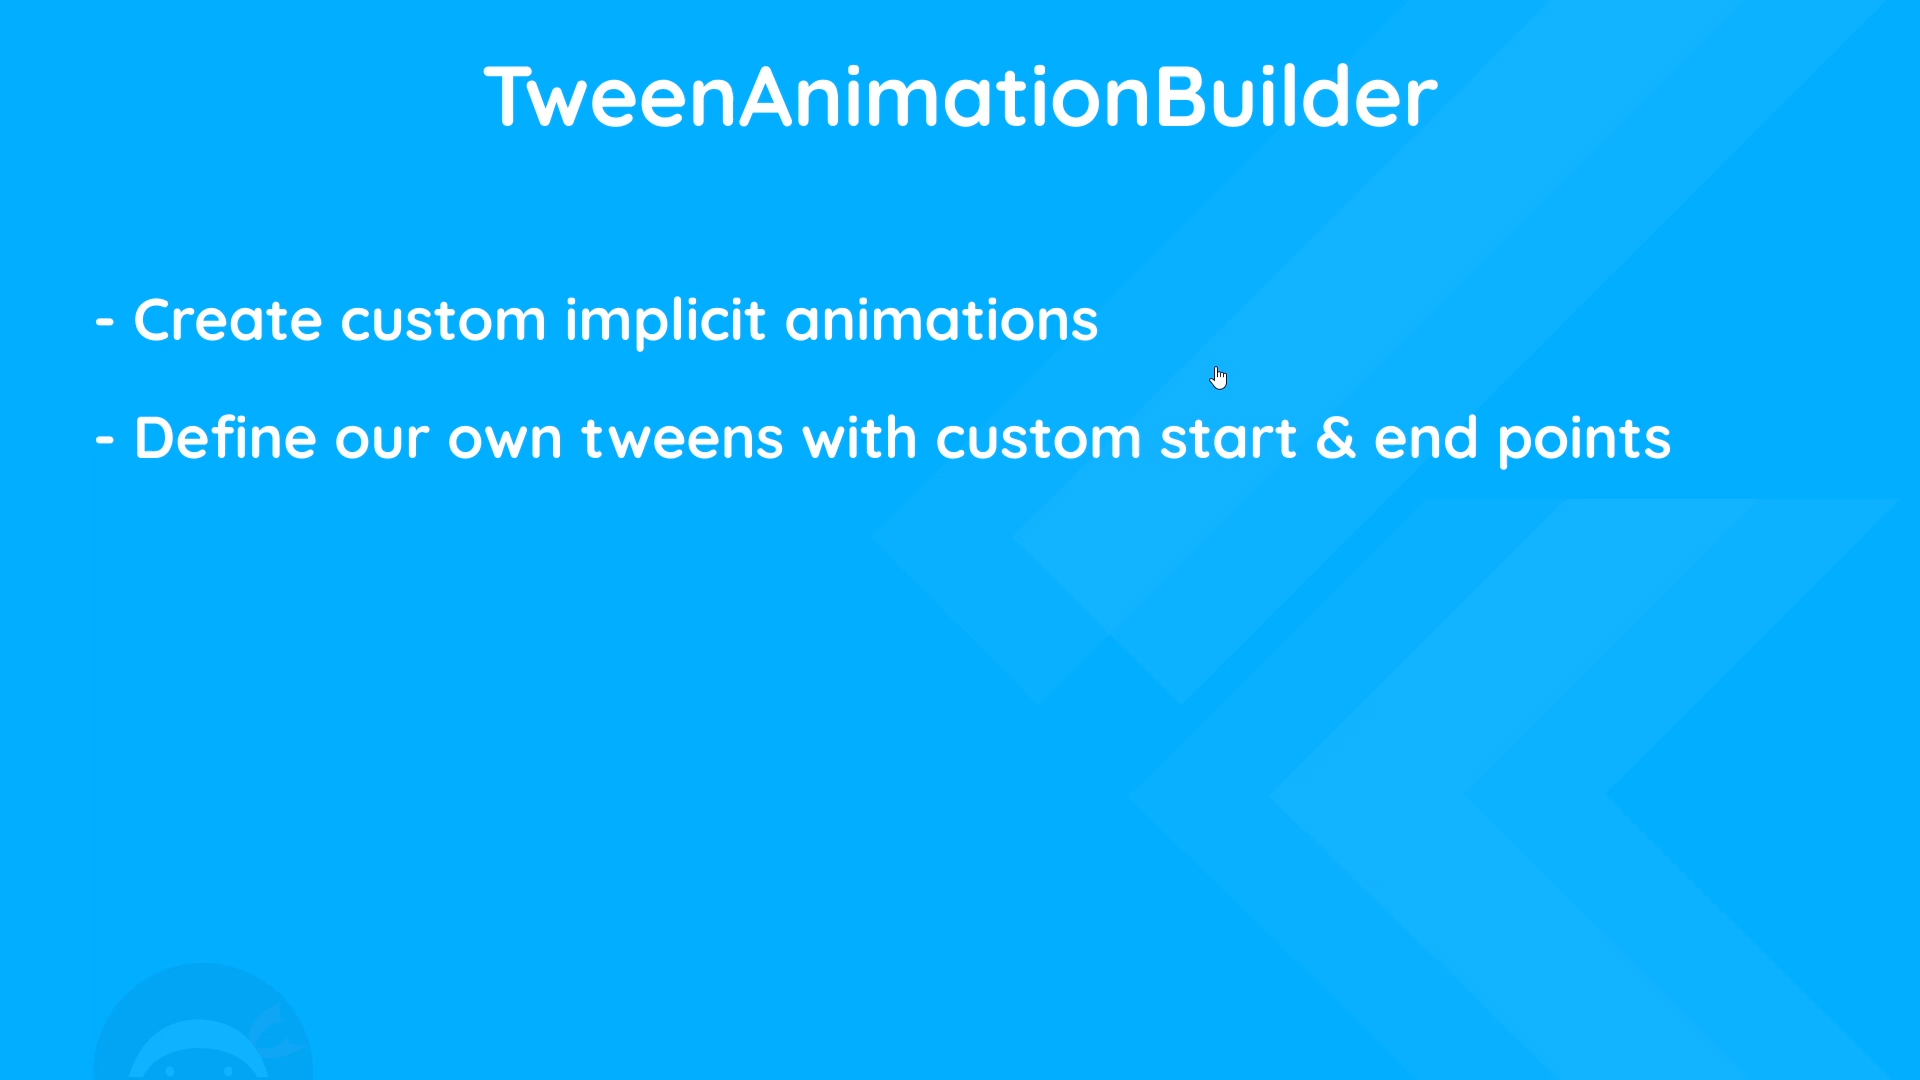 TweenAnimationBuilder
- Create custom implicit animations
- Define our own tweens with custom start & end points